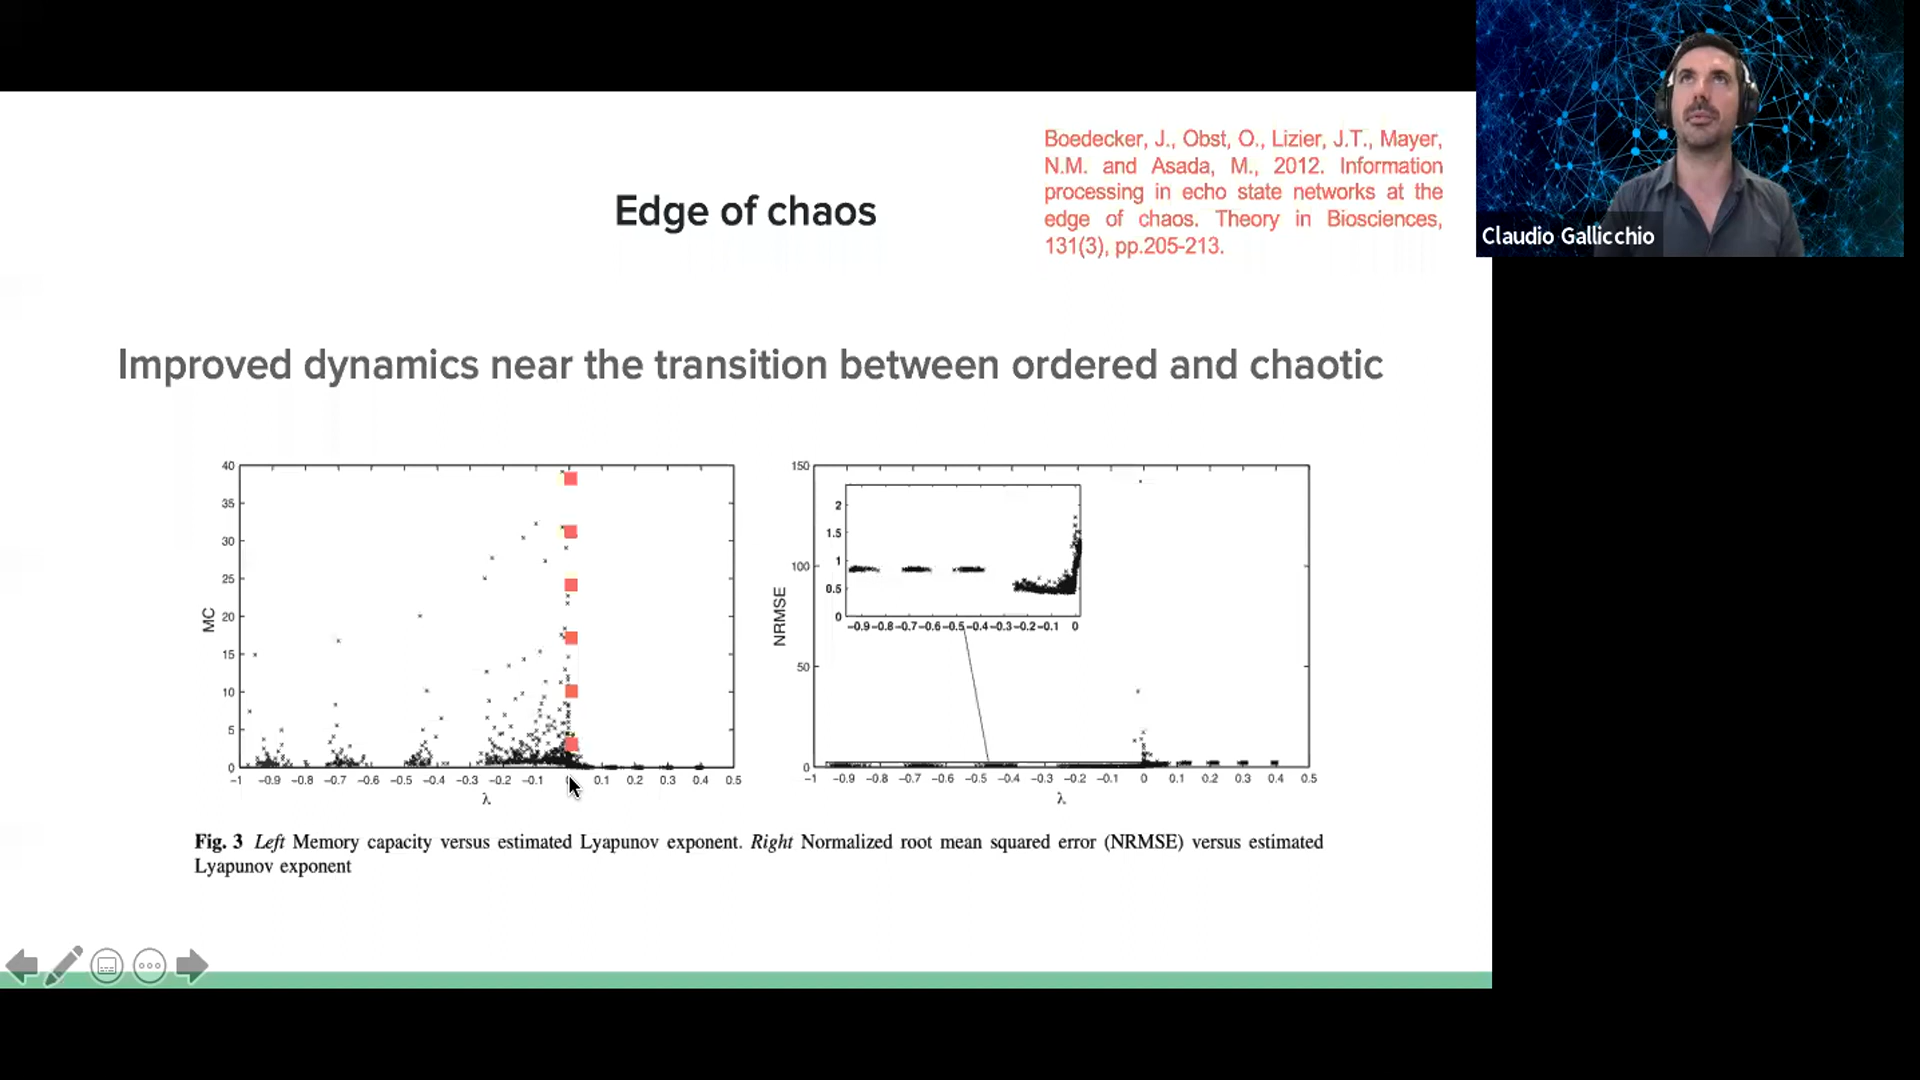 Edge of chaos
Boedecker, J., Obst, O., Lizier, J.T., Mayer,
N.M. and Asada, M., 2012. Information
processing in echo state networks at the
edge of chaos. Theory in Biosciences,
131(3), pp.205-213.
Claudio Gallicchio
Improved dynamics near the transition between ordered and chaotic
40
35
30
25
20
15
10
5
0
MC
−1 −0.9 −0.8 −0.7 −0.6 −0.5 −0.4 −0.3 −0.2 −0.1 0.1 0.2 0.3 0.4 0.5
λ
150
100
50
0
NRMSE
2
1.5
1
0.5
0
−0.9 −0.8 −0.7 −0.6 −0.5 −0.4 −0.3 −0.2 −0.1 0
−1 −0.9 −0.8 −0.7 −0.6 −0.5 −0.4 −0.3 −0.2 −0.1 0 0.1 0.2 0.3 0.4 0.5
λ
Fig. 3 Left Memory capacity versus estimated Lyapunov exponent. Right Normalized root mean squared error (NRMSE) versus estimated
Lyapunov exponent